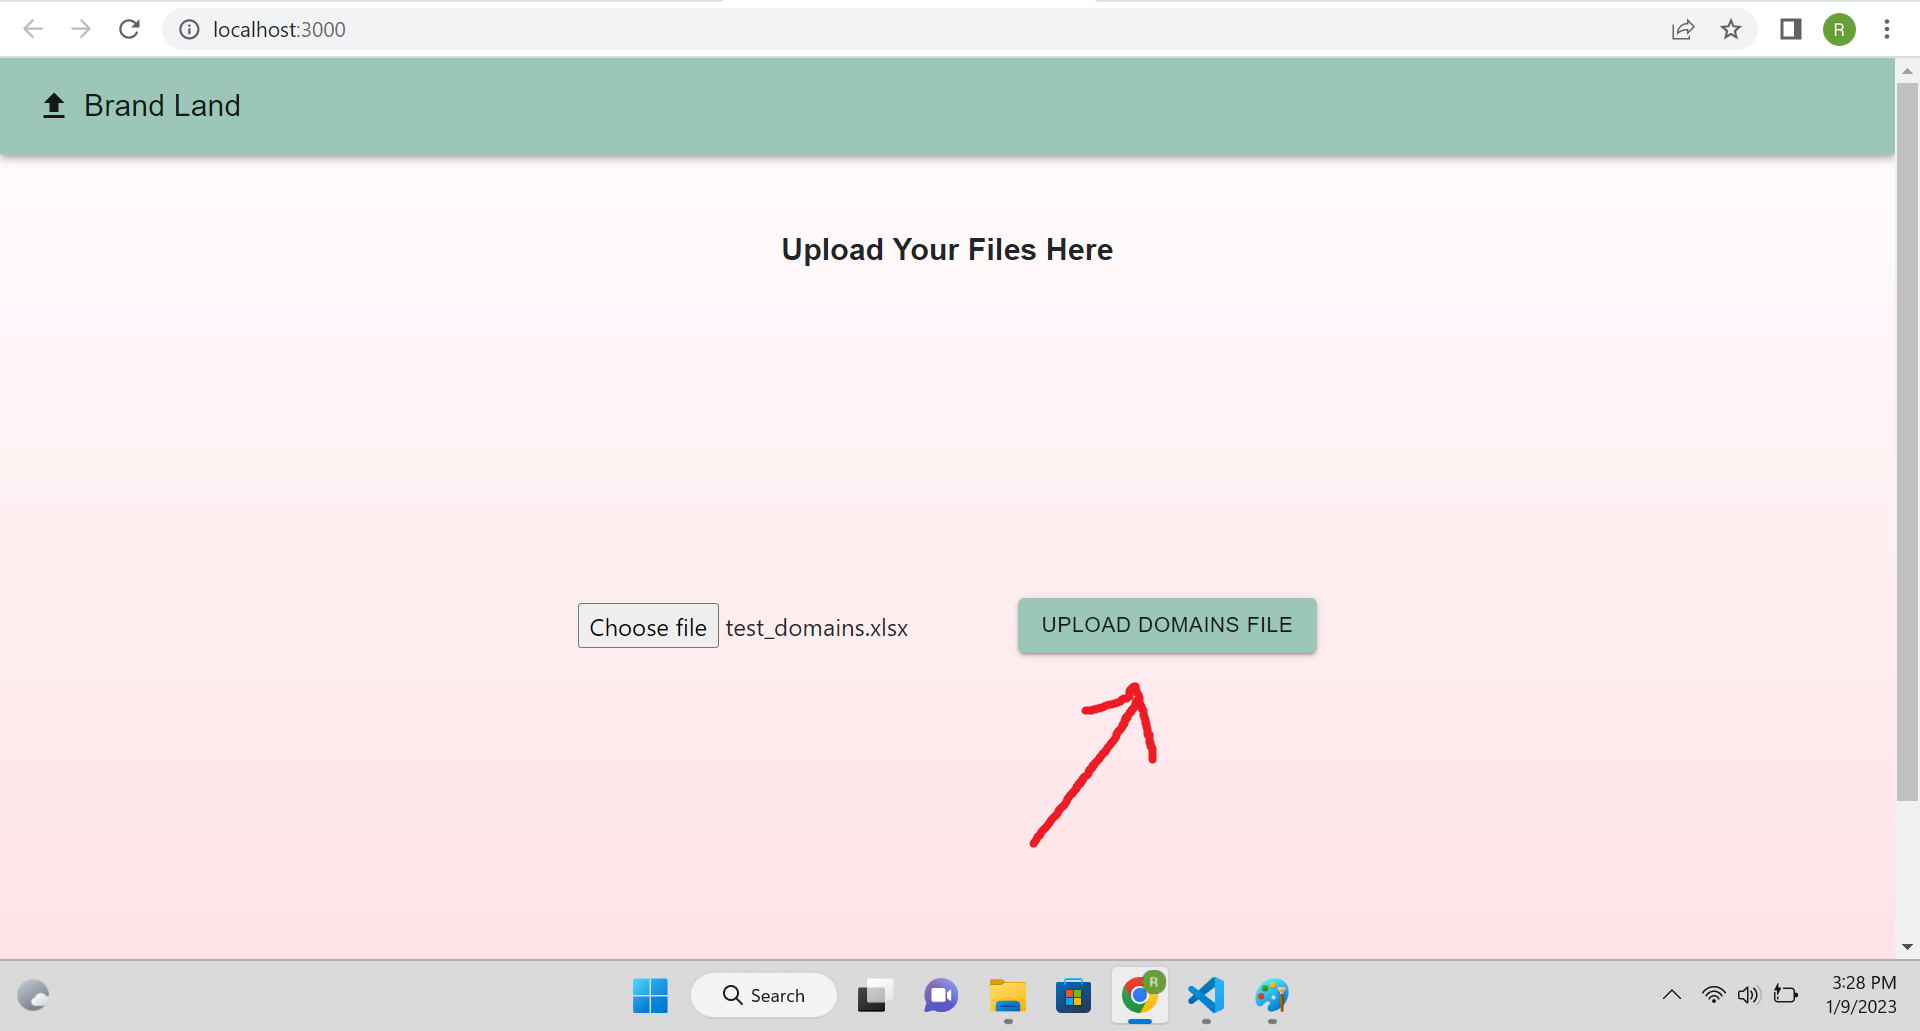 localhost:3000
R
Brand Land
Upload Your Files Here
Choose file test_domains.xlsx
UPLOAD DOMAINS FILE
Search
R
3:28 PM
1/9/2023